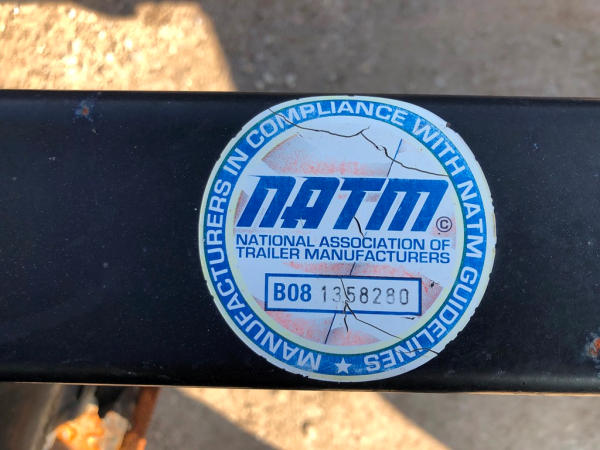 MANUFACTURERS IN COMPLIANCE WITH NATM GUIDELINES ★
NATM ©
NATIONAL ASSOCIATION OF
TRAILER MANUFACTURERS
B08 1358280